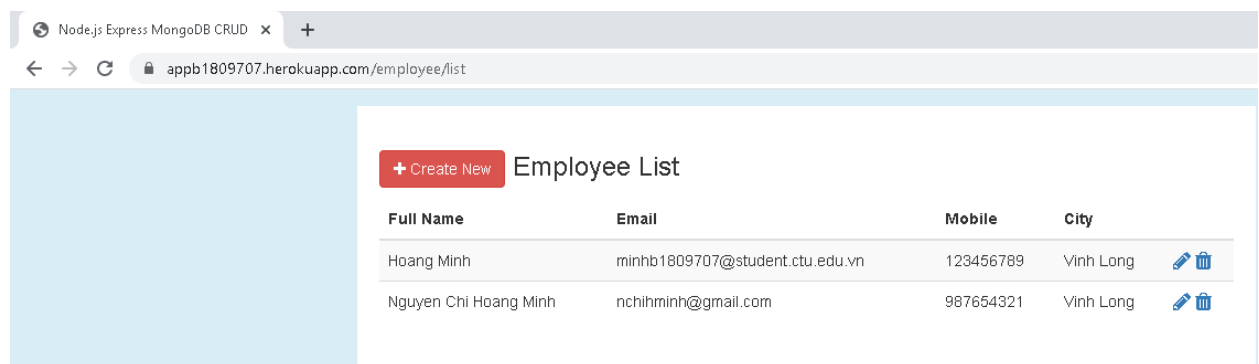 Node.js Express MongoDB CRUD
appb1809707.herokuapp.com/employee/list
Create New Employee List
Full Name Email Mobile City
Hoang Minh minhb1809707@student.ctu.edu.vn 123456789 Vinh Long
Nguyen Chi Hoang Minh nchihminh@gmail.com 987654321 Vinh Long